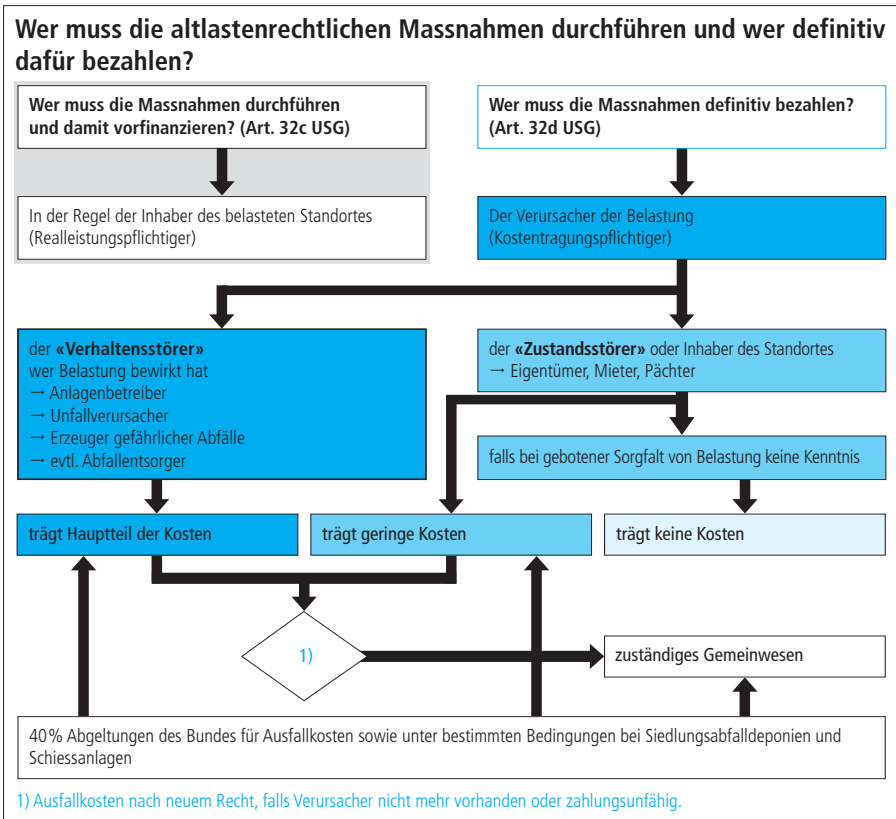 Wer muss die altlastenrechtlichen Massnahmen durchführen und wer definitiv
dafür bezahlen?
Wer muss die Massnahmen durchführen
und damit vorfinanzieren? (Art. 32c USG)
Wer muss die Massnahmen definitiv bezahlen?
(Art. 32d USG)
In der Regel der Inhaber des belasteten Standortes
(Realleistungspflichtiger)
Der Verursacher der Belastung
(Kostentragungspflichtiger)
der «Verhaltensstörer»
wer Belastung bewirkt hat
→ Anlagenbetreiber
→ Unfallverursacher
→ Erzeuger gefährlicher Abfälle
→ evtl. Abfallentsorger
der «Zustandsstörer» oder Inhaber des Standortes
→ Eigentümer, Mieter, Pächter
falls bei gebotener Sorgfalt von Belastung keine Kenntnis
trägt Hauptteil der Kosten
trägt geringe Kosten
trägt keine Kosten
1)
zuständiges Gemeinwesen
40% Abgeltungen des Bundes für Ausfallkosten sowie unter bestimmten Bedingungen bei Siedlungsabfalldeponien und
Schiessanlagen
1) Ausfallkosten nach neuem Recht, falls Verursacher nicht mehr vorhanden oder zahlungsunfähig.